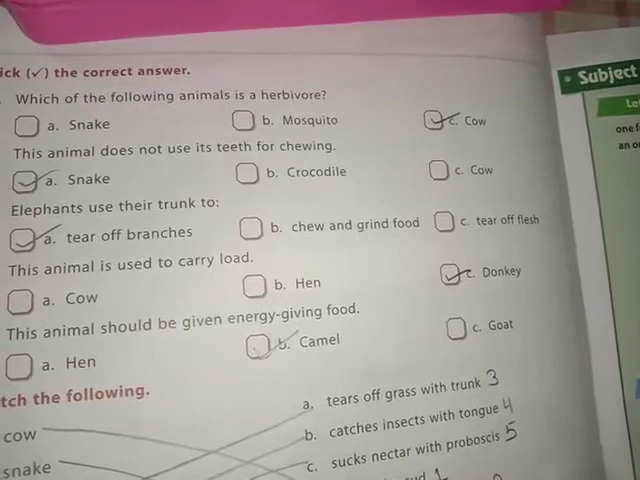 ick (✓) the correct answer.
Which of the following animals is a herbivore?
a. Snake b. Mosquito c. Cow
This animal does not use its teeth for chewing.
a. Snake b. Crocodile c. Cow
Elephants use their trunk to:
a. tear off branches b. chew and grind food c. tear off flesh
This animal is used to carry load.
a. Cow b. Hen c. Donkey
This animal should be given energy-giving food.
a. Hen b. Camel c. Goat
tch the following.
a. tears off grass with trunk 3
cow b. catches insects with tongue 4
snake c. sucks nectar with proboscis 5
Subject